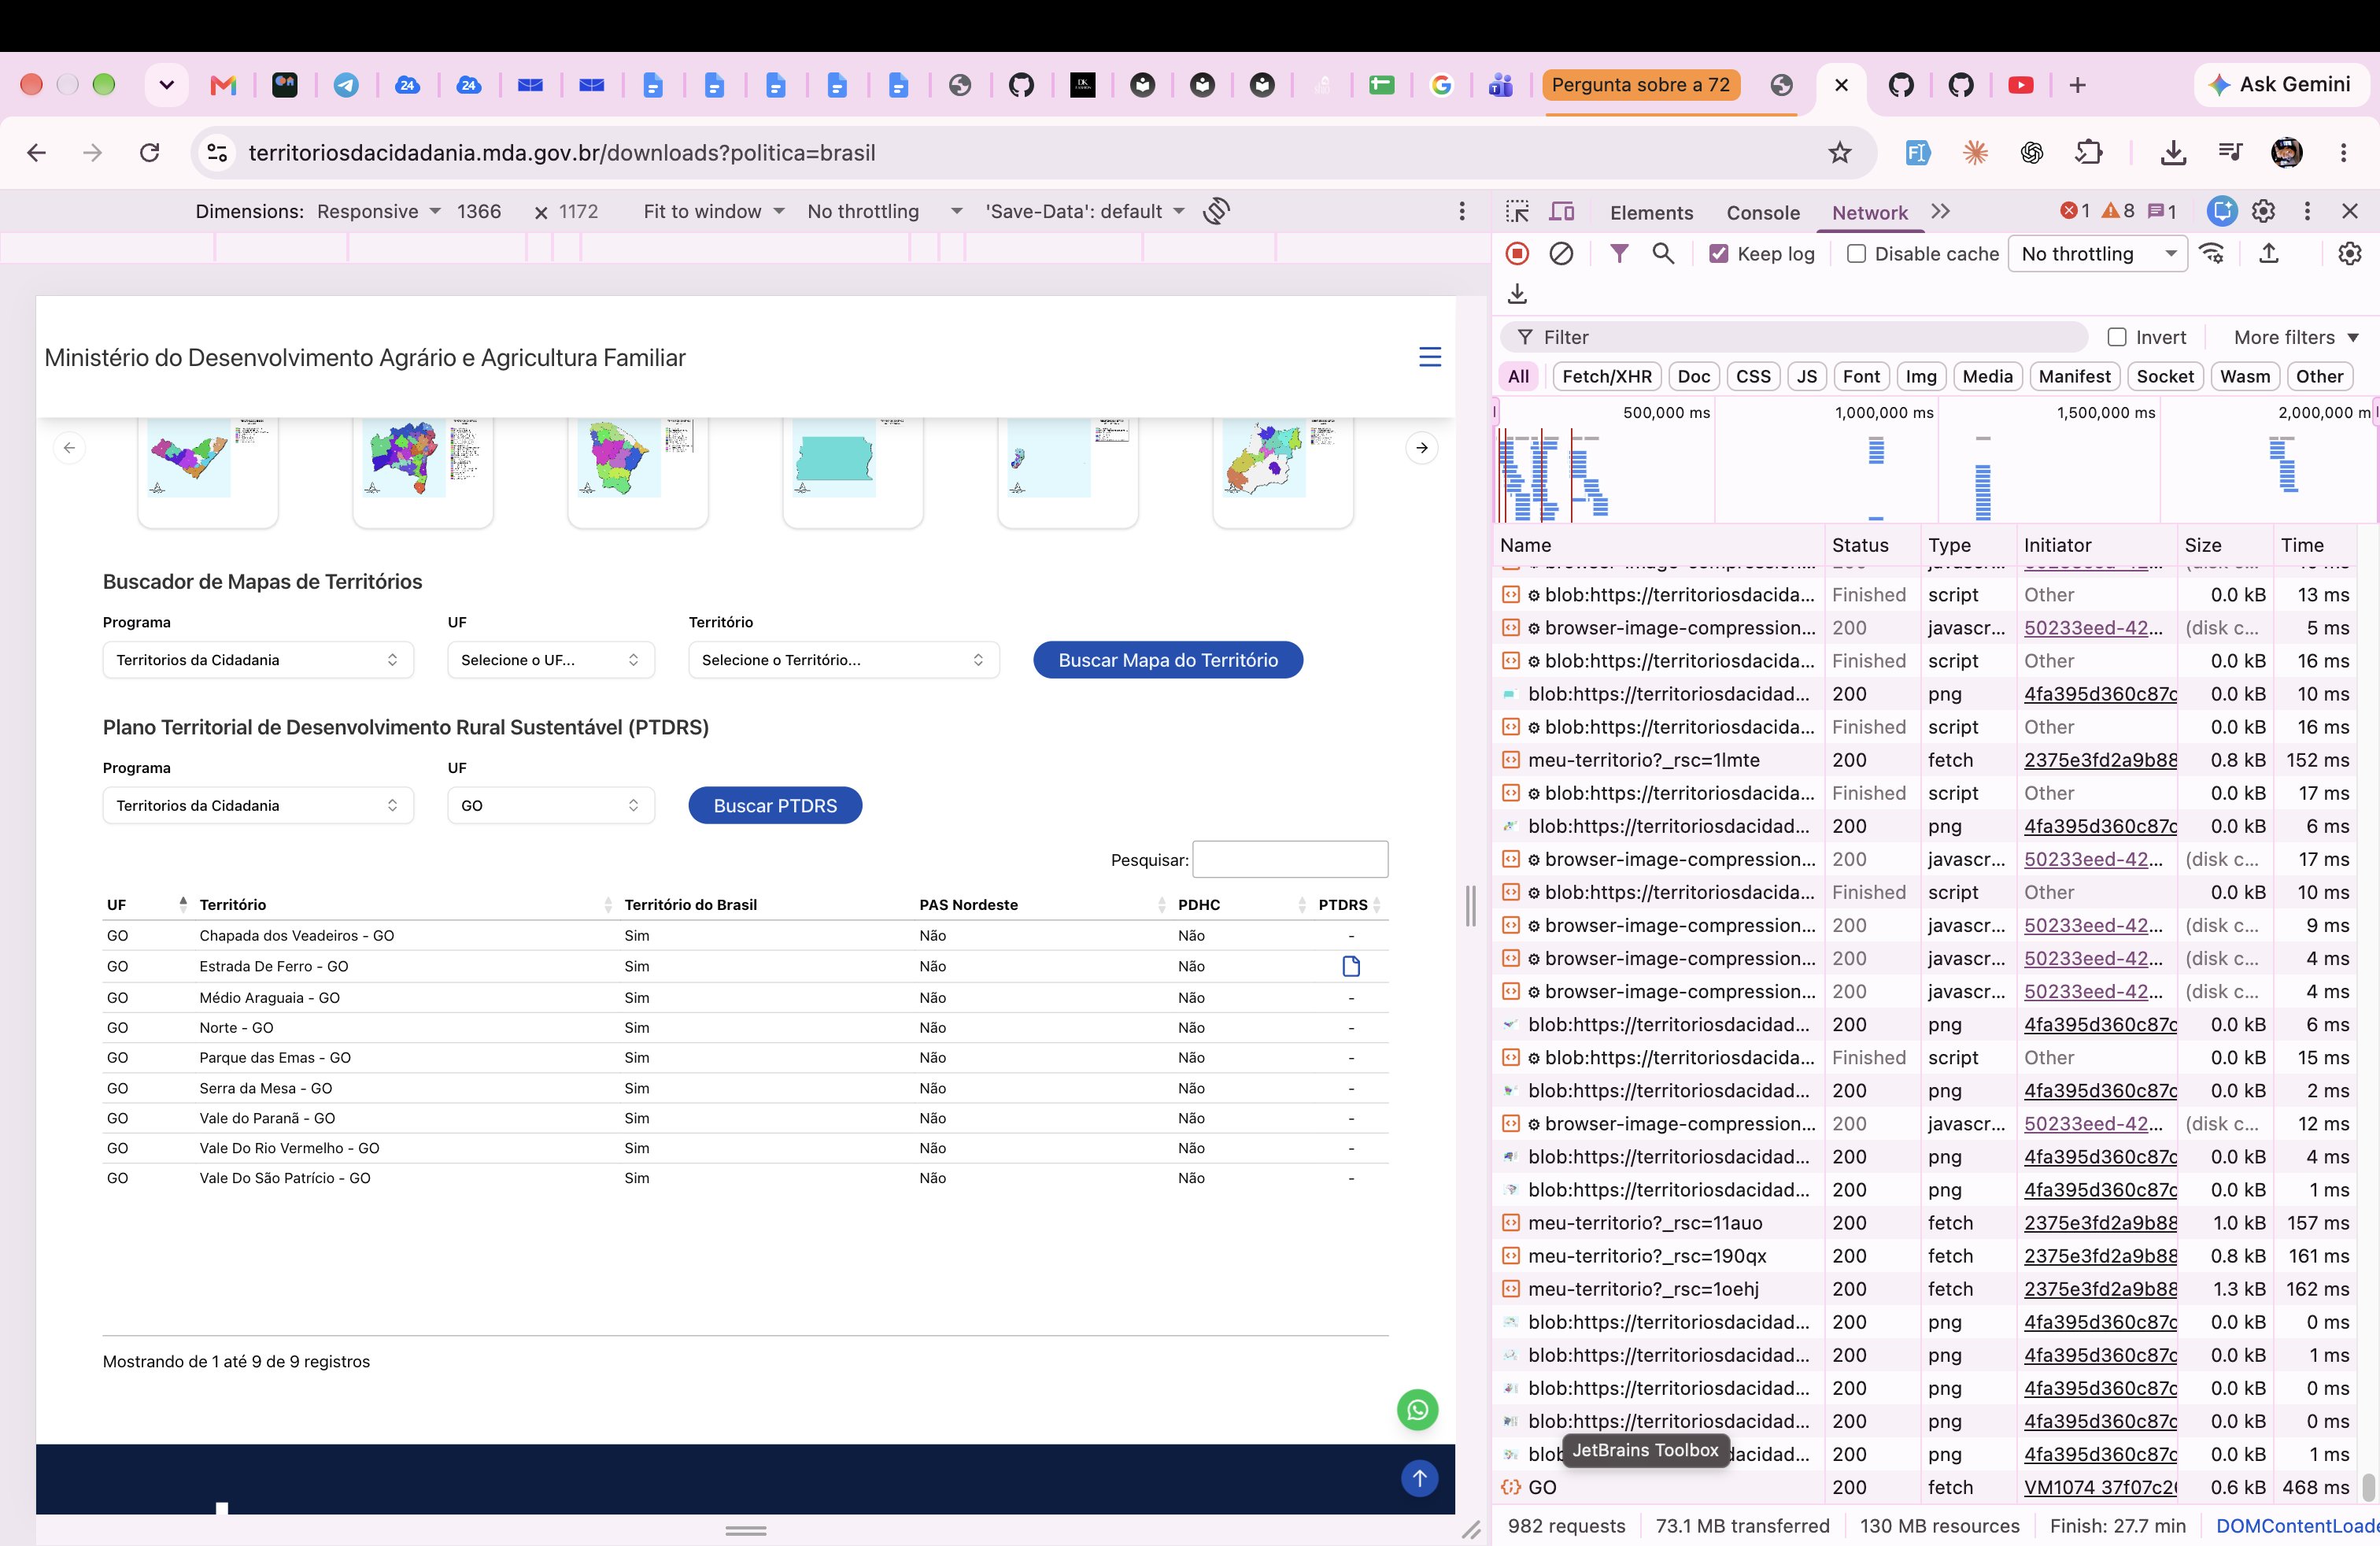 24
24
DK
Pergunta sobre a 72
Ask Gemini
territoriosdacidadania.mda.gov.br/downloads?politica=brasil
Dimensions: Responsive 1366 × 1172 Fit to window No throttling 'Save-Data': default
Elements Console Network 1 8 1
Keep log Disable cache No throttling
Filter Invert More filters
All Fetch/XHR Doc CSS JS Font Img Media Manifest Socket Wasm Other
500,000 ms 1,000,000 ms 1,500,000 ms 2,000,000 m
Ministério do Desenvolvimento Agrário e Agricultura Familiar
Buscador de Mapas de Territórios
Programa UF Território
Territorios da Cidadania Selecione o UF... Selecione o Território... Buscar Mapa do Território
Plano Territorial de Desenvolvimento Rural Sustentável (PTDRS)
Programa UF
Territorios da Cidadania GO Buscar PTDRS
Pesquisar:
UF Território Território do Brasil PAS Nordeste PDHC PTDRS
GO Chapada dos Veadeiros - GO Sim Não Não -
GO Estrada De Ferro - GO Sim Não Não
GO Médio Araguaia - GO Sim Não Não -
GO Norte - GO Sim Não Não -
GO Parque das Emas - GO Sim Não Não -
GO Serra da Mesa - GO Sim Não Não -
GO Vale do Paranã - GO Sim Não Não -
GO Vale Do Rio Vermelho - GO Sim Não Não -
GO Vale Do São Patrício - GO Sim Não Não -
Mostrando de 1 até 9 de 9 registros
Name Status Type Initiator Size Time
blob:https://territoriosdacida... Finished script Other 0.0 kB 13 ms
browser-image-compression... 200 javascr... 50233eed-42... (disk c... 5 ms
blob:https://territoriosdacida... Finished script Other 0.0 kB 16 ms
blob:https://territoriosdacidad... 200 png 4fa395d360c87c 0.0 kB 10 ms
blob:https://territoriosdacida... Finished script Other 0.0 kB 16 ms
meu-territorio?_rsc=1lmte 200 fetch 2375e3fd2a9b88 0.8 kB 152 ms
blob:https://territoriosdacida... Finished script Other 0.0 kB 17 ms
blob:https://territoriosdacidad... 200 png 4fa395d360c87c 0.0 kB 6 ms
browser-image-compression... 200 javascr... 50233eed-42... (disk c... 17 ms
blob:https://territoriosdacida... Finished script Other 0.0 kB 10 ms
browser-image-compression... 200 javascr... 50233eed-42... (disk c... 9 ms
browser-image-compression... 200 javascr... 50233eed-42... (disk c... 4 ms
browser-image-compression... 200 javascr... 50233eed-42... (disk c... 4 ms
blob:https://territoriosdacidad... 200 png 4fa395d360c87c 0.0 kB 6 ms
blob:https://territoriosdacida... Finished script Other 0.0 kB 15 ms
blob:https://territoriosdacidad... 200 png 4fa395d360c87c 0.0 kB 2 ms
browser-image-compression... 200 javascr... 50233eed-42... (disk c... 12 ms
blob:https://territoriosdacidad... 200 png 4fa395d360c87c 0.0 kB 4 ms
blob:https://territoriosdacidad... 200 png 4fa395d360c87c 0.0 kB 1 ms
meu-territorio?_rsc=11auo 200 fetch 2375e3fd2a9b88 1.0 kB 157 ms
meu-territorio?_rsc=190qx 200 fetch 2375e3fd2a9b88 0.8 kB 161 ms
meu-territorio?_rsc=1oehj 200 fetch 2375e3fd2a9b88 1.3 kB 162 ms
blob:https://territoriosdacidad... 200 png 4fa395d360c87c 0.0 kB 0 ms
blob:https://territoriosdacidad... 200 png 4fa395d360c87c 0.0 kB 1 ms
blob:https://territoriosdacidad... 200 png 4fa395d360c87c 0.0 kB 0 ms
blob:https://territoriosdacidad... 200 png 4fa395d360c87c 0.0 kB 0 ms
blob JetBrains Toolbox dacidad... 200 png 4fa395d360c87c 0.0 kB 1 ms
GO 200 fetch VM1074 37f07c2 0.6 kB 468 ms
982 requests 73.1 MB transferred 130 MB resources Finish: 27.7 min DOMContentLoade